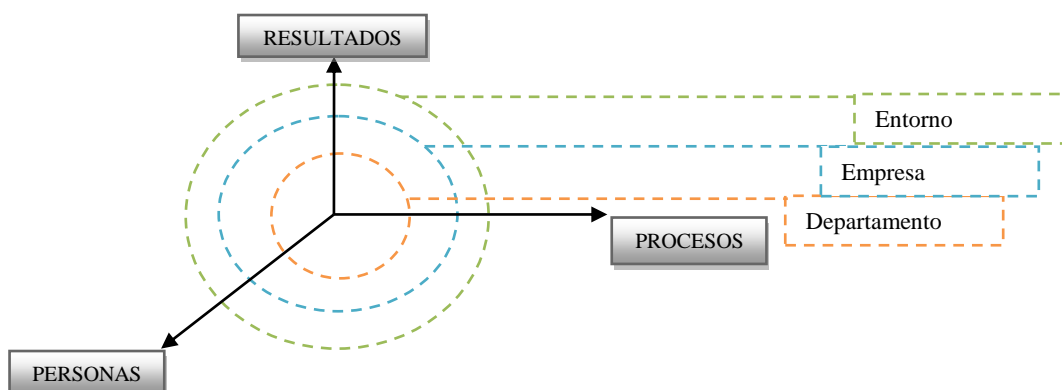 RESULTADOS
Entorno
Empresa
Departamento
PROCESOS
PERSONAS